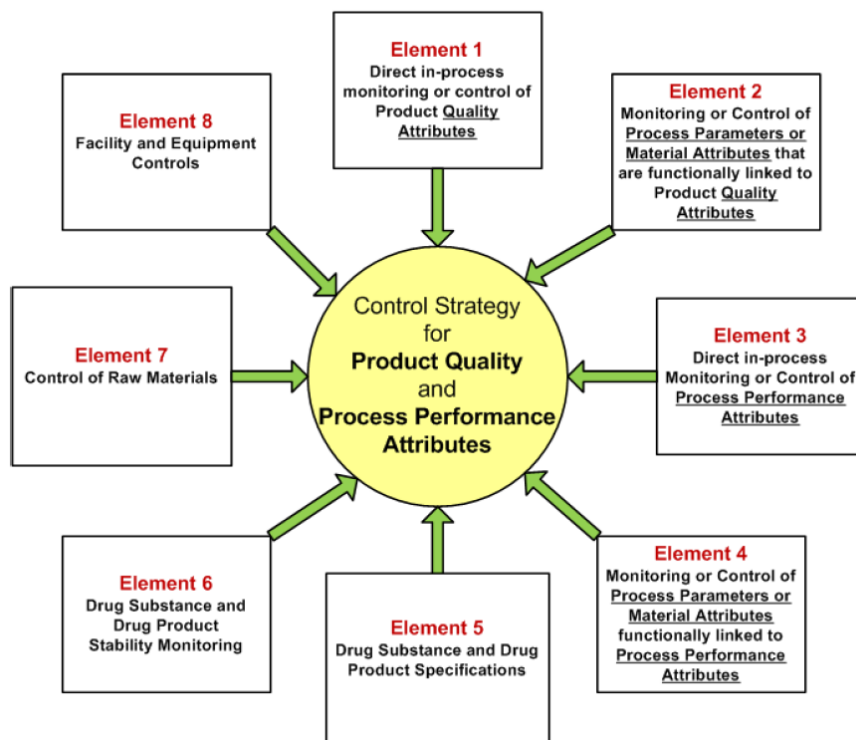 Element 1
Direct in-process
monitoring or control of
Product Quality
Attributes
Element 2
Monitoring or Control of
Process Parameters or
Material Attributes that
are functionally linked to
Product Quality
Attributes
Element 3
Direct in-process
Monitoring or Control of
Process Performance
Attributes
Element 4
Monitoring or Control of
Process Parameters or
Material Attributes
functionally linked to
Process Performance
Attributes
Element 5
Drug Substance and Drug
Product Specifications
Element 6
Drug Substance and
Drug Product
Stability Monitoring
Element 7
Control of Raw Materials
Element 8
Facility and Equipment
Controls
Control Strategy
for
Product Quality
and
Process Performance
Attributes